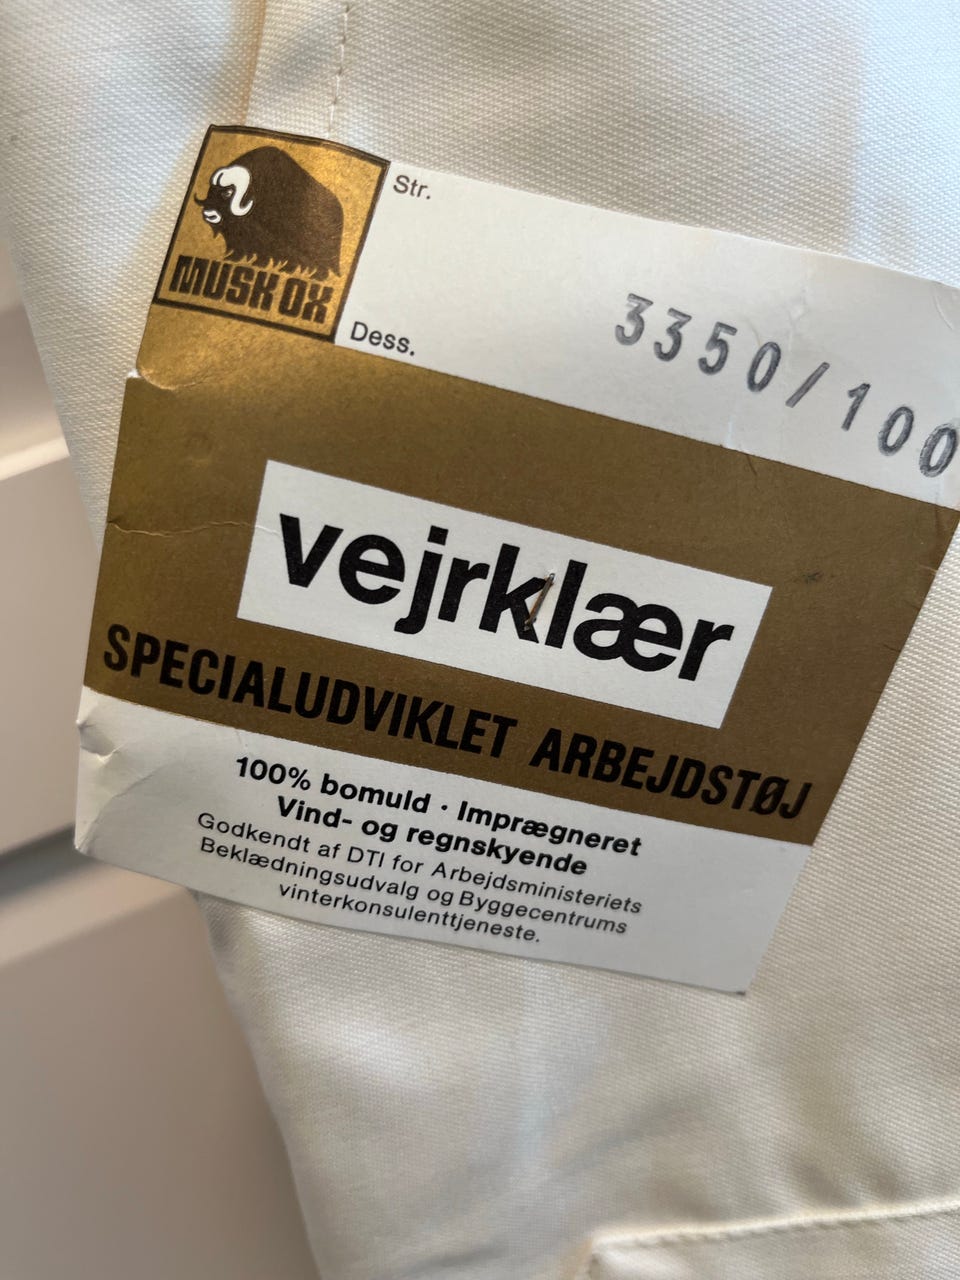 MUSK OX
Str.
Dess.
3350/100
vejrklær
SPECIALUDVIKLET ARBEJDSTØJ
100% bomuld · Imprægneret
Vind- og regnskyende
Godkendt af DTI for Arbejdsministeriets
Beklædningsudvalg og Byggecentrums
vinterkonsulenttjeneste.